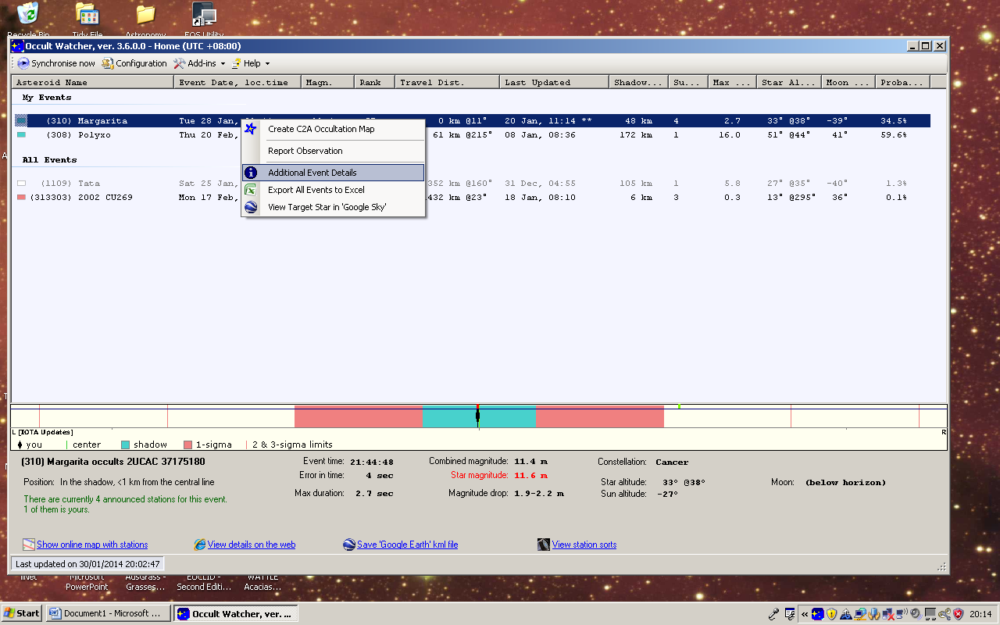 Recycle Bin Tidy File Astronomy EOS Utility
Occult Watcher, ver. 3.6.0.0 - Home (UTC +08:00)
Synchronise now Configuration Add-ins Help
Asteroid Name Event Date, loc.time Magn. Rank Travel Dist. Last Updated Shadow... Su... Max ... Star Al... Moon ... Proba...
My Events
(310) Margarita Tue 28 Jan, 0 km @11° 20 Jan, 11:14 ** 48 km 4 2.7 33° @38° -39° 34.5%
(308) Polyxo Thu 20 Feb, 61 km @215° 08 Jan, 08:36 172 km 1 16.0 51° @44° 41° 59.6%
All Events
(1109) Tata Sat 25 Jan, 352 km @160° 31 Dec, 04:55 105 km 1 5.8 27° @35° -40° 1.3%
(313303) 2002 CU269 Mon 17 Feb, 432 km @23° 18 Jan, 08:10 6 km 3 0.3 13° @295° 36° 0.1%
Create C2A Occultation Map
Report Observation
Additional Event Details
Export All Events to Excel
View Target Star in 'Google Sky'
L [IOTA Updates] R
you center shadow 1-sigma 2 & 3-sigma limits
(310) Margarita occults 2UCAC 37175180
Position: In the shadow, <1 km from the central line
There are currently 4 announced stations for this event.
1 of them is yours.
Event time: 21:44:48
Error in time: 4 sec
Max duration: 2.7 sec
Combined magnitude: 11.4 m
Star magnitude: 11.6 m
Magnitude drop: 1.9-2.2 m
Constellation: Cancer
Star altitude: 33° @38°
Sun altitude: -27°
Moon: (below horizon)
Show online map with stations View details on the web Save 'Google Earth' kml file View station sorts
Last updated on 30/01/2014 20:02:47
Microsoft AusGrass - EUCLID - WATTLE
PowerPoint Grasses... Second Editi... Acacias...
Start Document1 - Microsoft ... Occult Watcher, ver. ... 20:14